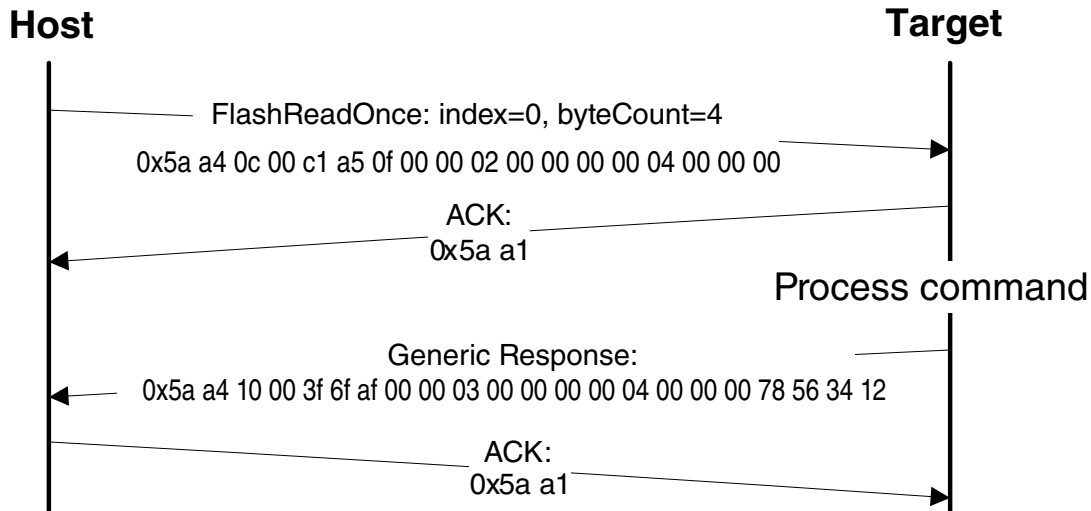 Host
Target
FlashReadOnce: index=0, byteCount=4
0x5a a4 0c 00 c1 a5 0f 00 00 02 00 00 00 00 04 00 00 00
ACK:
0x5a a1
Process command
Generic Response:
0x5a a4 10 00 3f 6f af 00 00 03 00 00 00 00 04 00 00 00 78 56 34 12
ACK:
0x5a a1